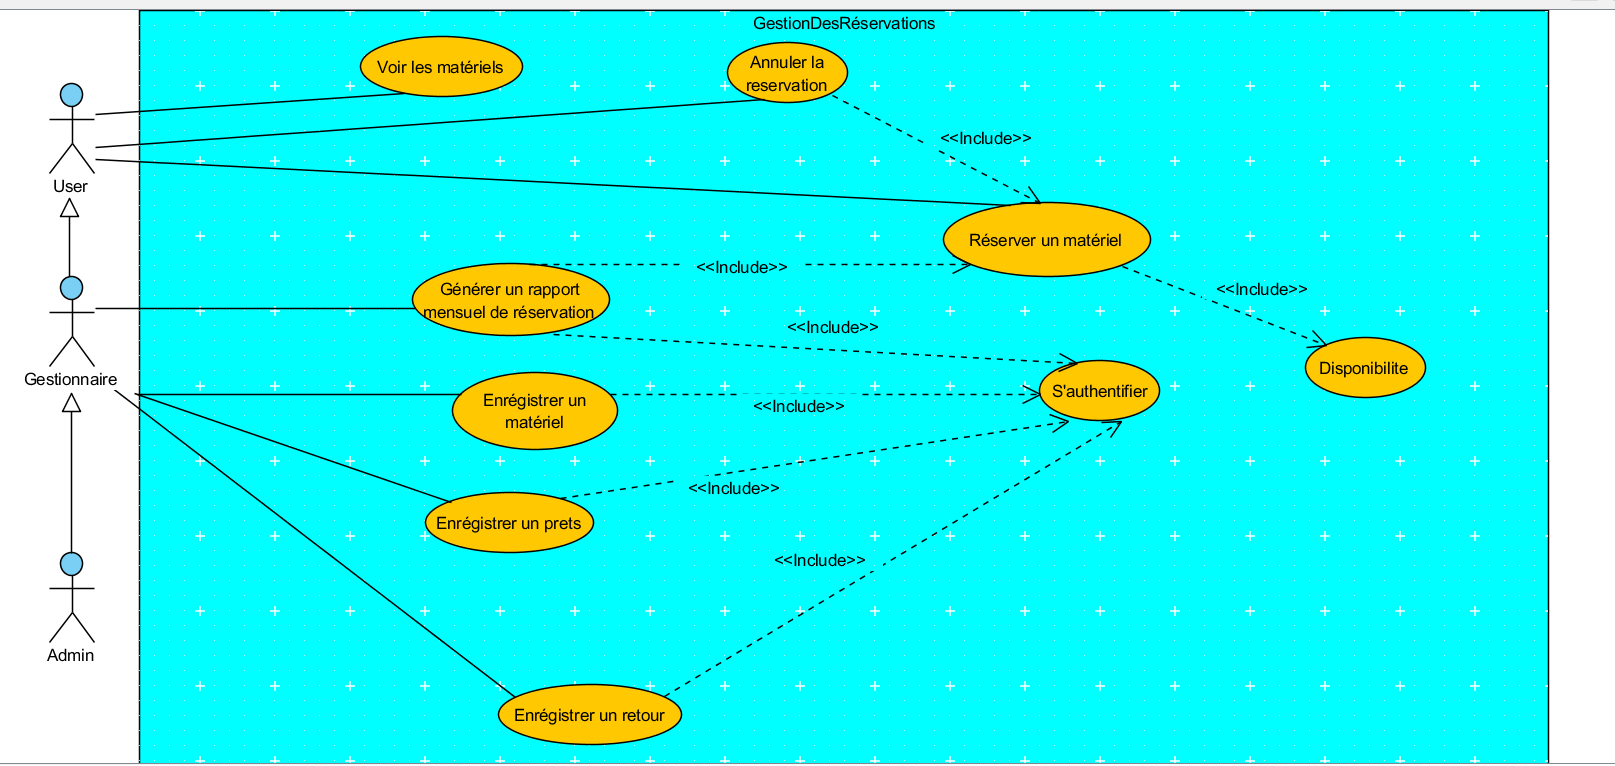 GestionDesRéservations
Voir les matériels
Annuler la
reservation
<<Include>>
User
Réserver un matériel
<<Include>>
Générer un rapport
mensuel de réservation
<<Include>>
<<Include>>
Disponibilite
Gestionnaire
S'authentifier
Enrégistrer un
matériel
<<Include>>
<<Include>>
Enrégistrer un prets
<<Include>>
Admin
Enrégistrer un retour